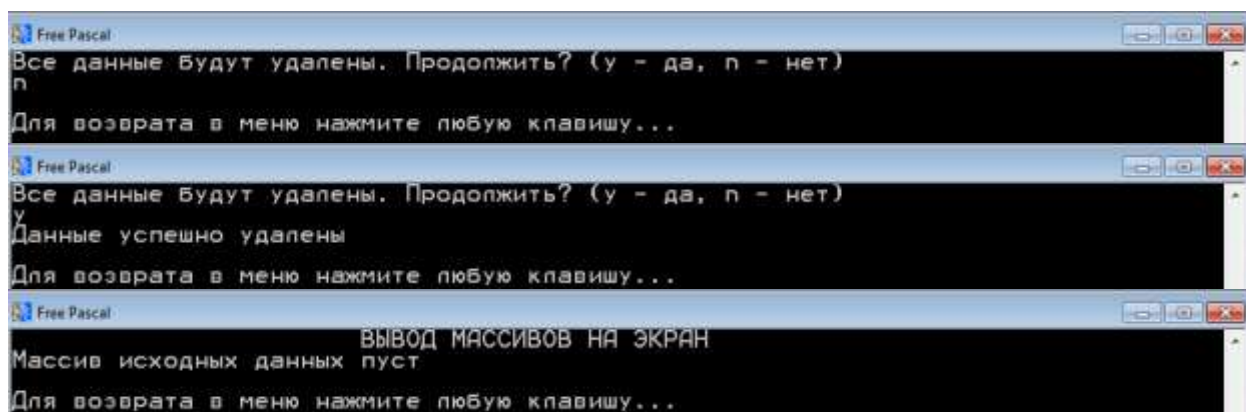 Free Pascal
Все данные будут удалены. Продолжить? (y - да, n - нет)
n
Для возврата в меню нажмите любую клавишу...
Free Pascal
Все данные будут удалены. Продолжить? (y - да, n - нет)
y
Данные успешно удалены
Для возврата в меню нажмите любую клавишу...
Free Pascal
ВЫВОД МАССИВОВ НА ЭКРАН
Массив исходных данных пуст
Для возврата в меню нажмите любую клавишу...